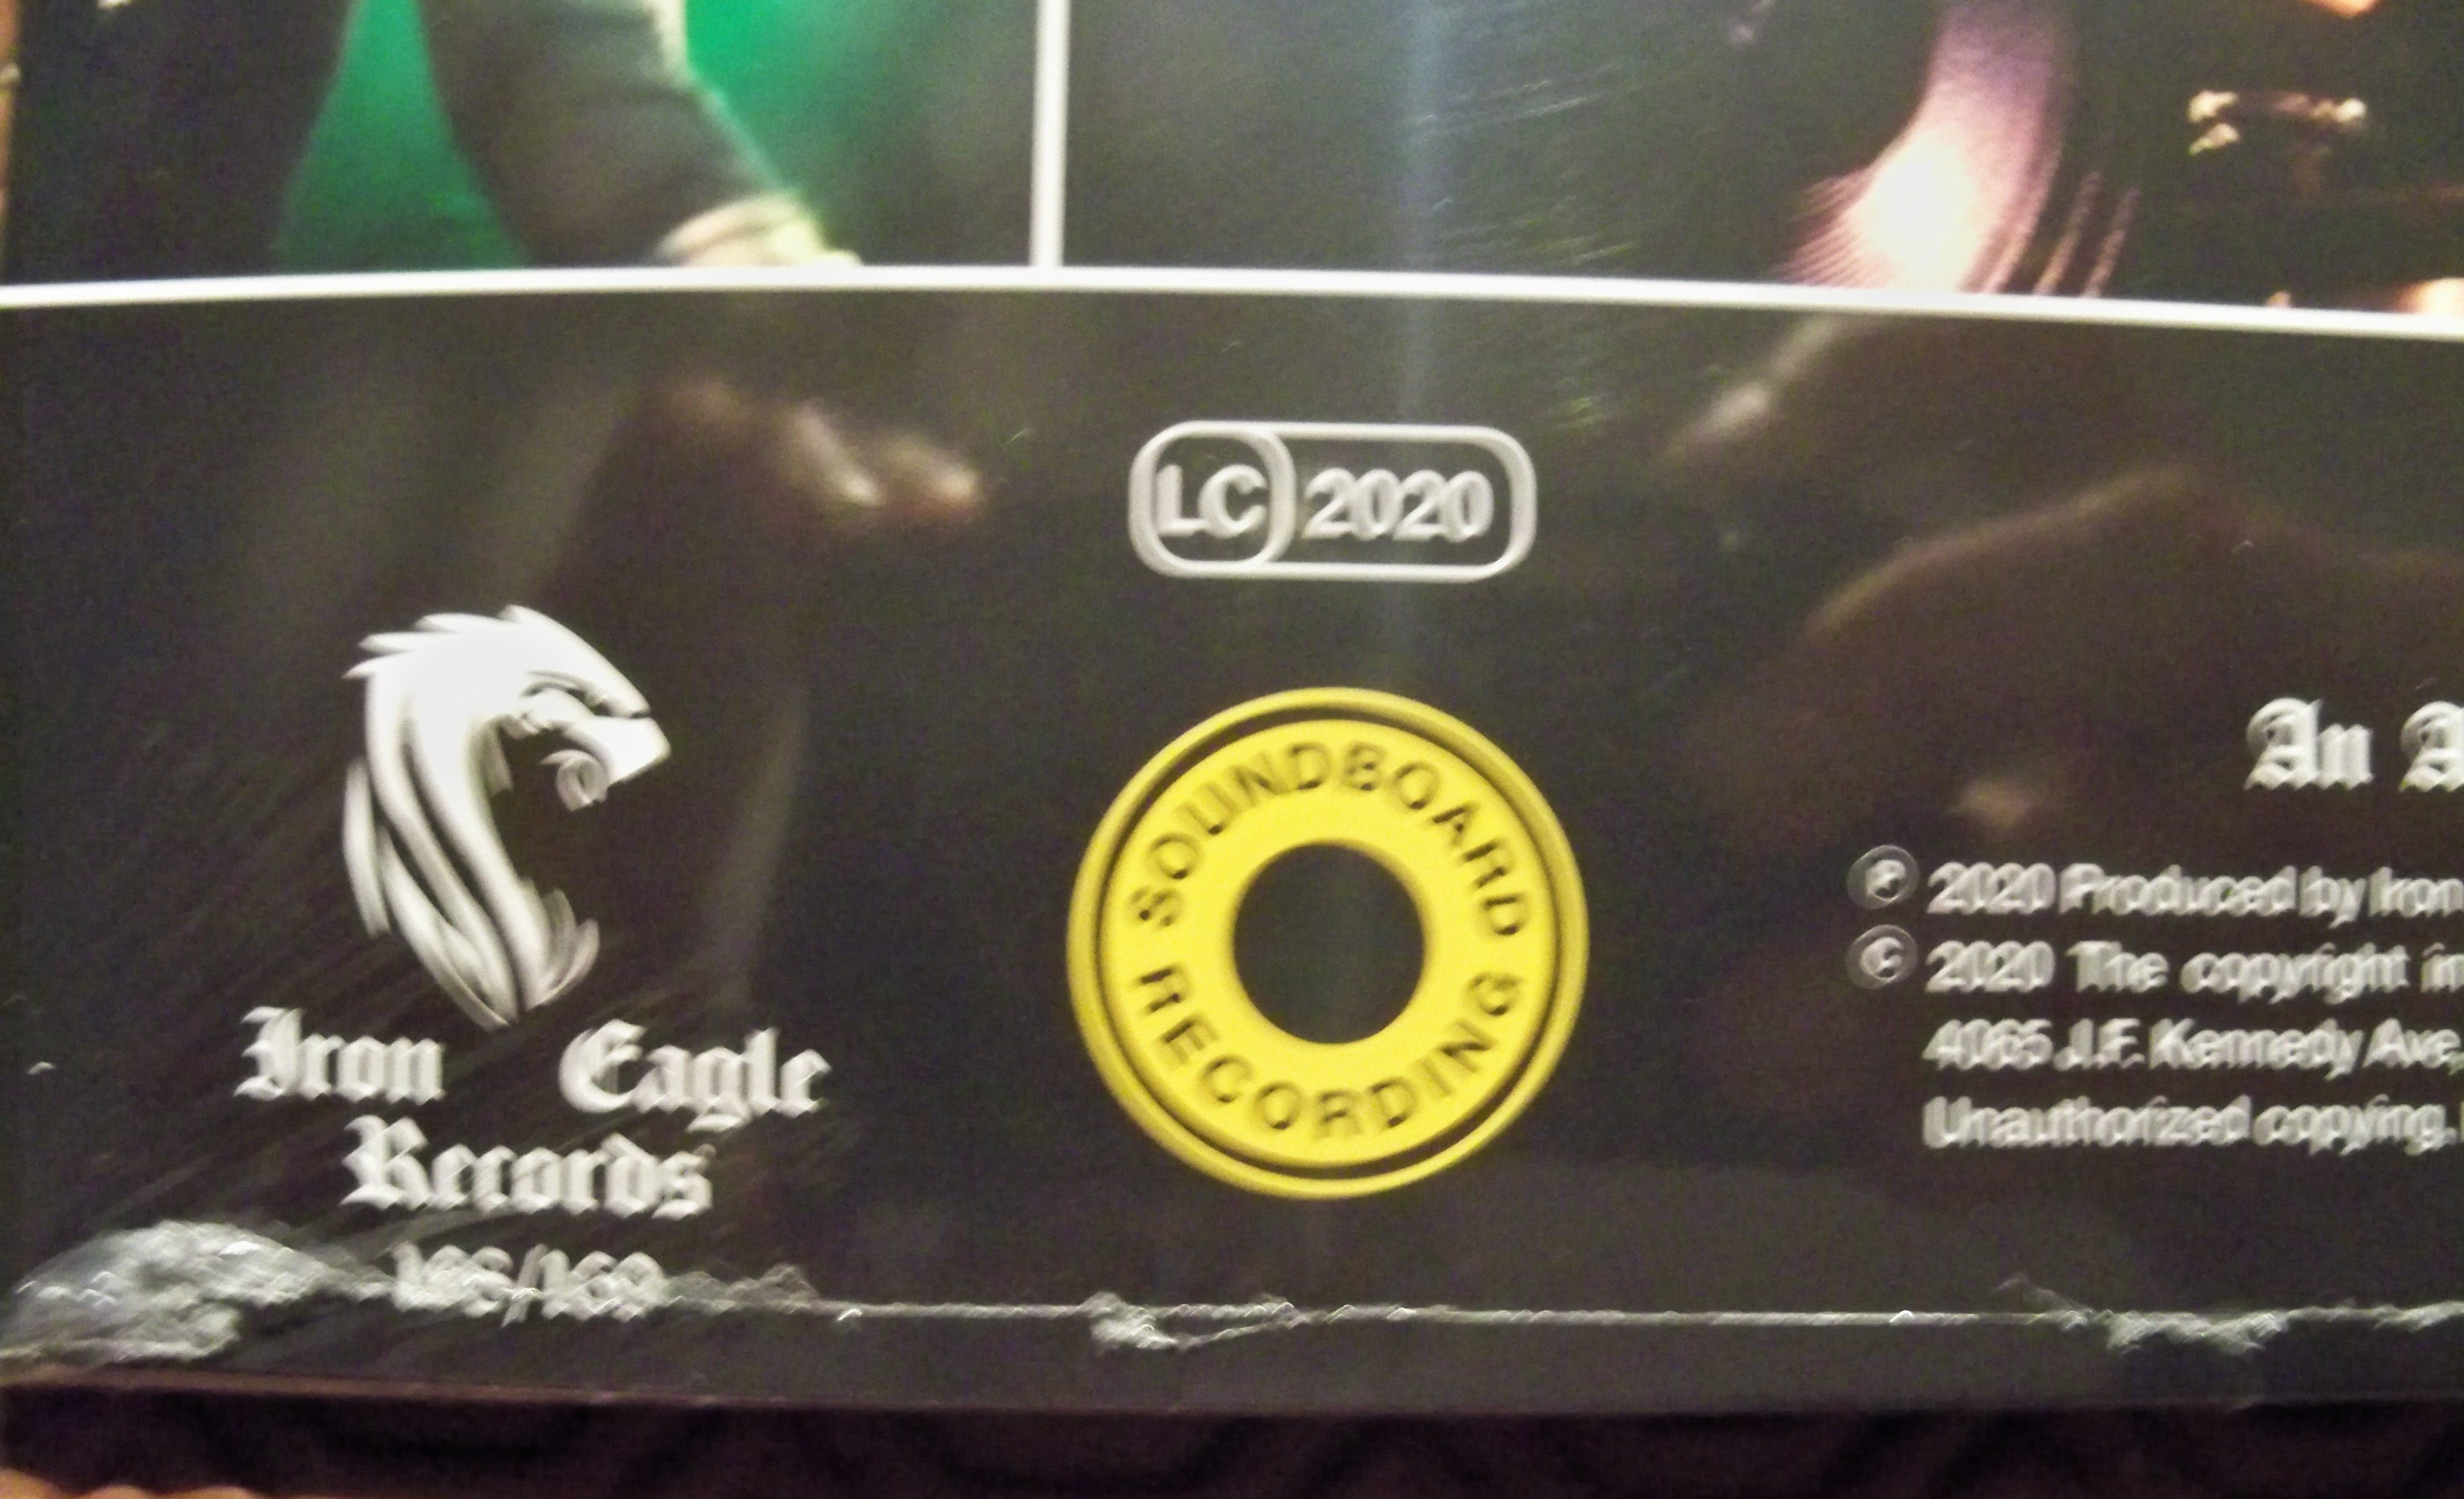 LC 2020
SOUNDBOARD
RECORDING
Iron Eagle
Records
An A
Ⓟ 2020 Produced by Iron
© 2020 The copyright in
4065 J.F. Kennedy Ave,
Unauthorized copying.